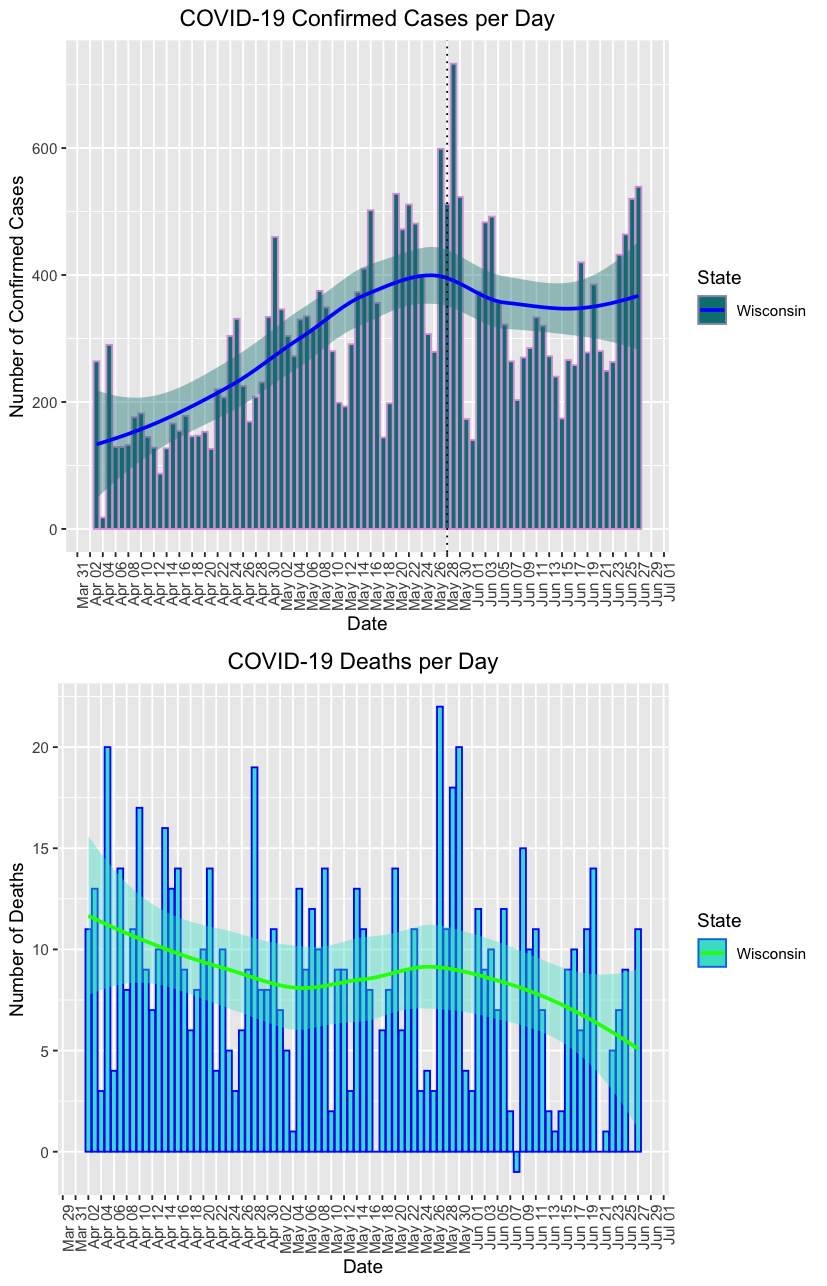 COVID-19 Confirmed Cases per Day
Number of Confirmed Cases
600
400
200
0
Mar 31
Apr 02
Apr 04
Apr 06
Apr 08
Apr 10
Apr 12
Apr 14
Apr 16
Apr 18
Apr 20
Apr 22
Apr 24
Apr 26
Apr 28
Apr 30
May 02
May 04
May 06
May 08
May 10
May 12
May 14
May 16
May 18
May 20
May 22
May 24
May 26
May 28
May 30
Jun 01
Jun 03
Jun 05
Jun 07
Jun 09
Jun 11
Jun 13
Jun 15
Jun 17
Jun 19
Jun 21
Jun 23
Jun 25
Jun 27
Jun 29
Jul 01
Date
State
Wisconsin
COVID-19 Deaths per Day
Number of Deaths
20
15
10
5
0
Mar 29
Mar 31
Apr 02
Apr 04
Apr 06
Apr 08
Apr 10
Apr 12
Apr 14
Apr 16
Apr 18
Apr 20
Apr 22
Apr 24
Apr 26
Apr 28
Apr 30
May 02
May 04
May 06
May 08
May 10
May 12
May 14
May 16
May 18
May 20
May 22
May 24
May 26
May 28
May 30
Jun 01
Jun 03
Jun 05
Jun 07
Jun 09
Jun 11
Jun 13
Jun 15
Jun 17
Jun 19
Jun 21
Jun 23
Jun 25
Jun 27
Jun 29
Jul 01
Date
State
Wisconsin